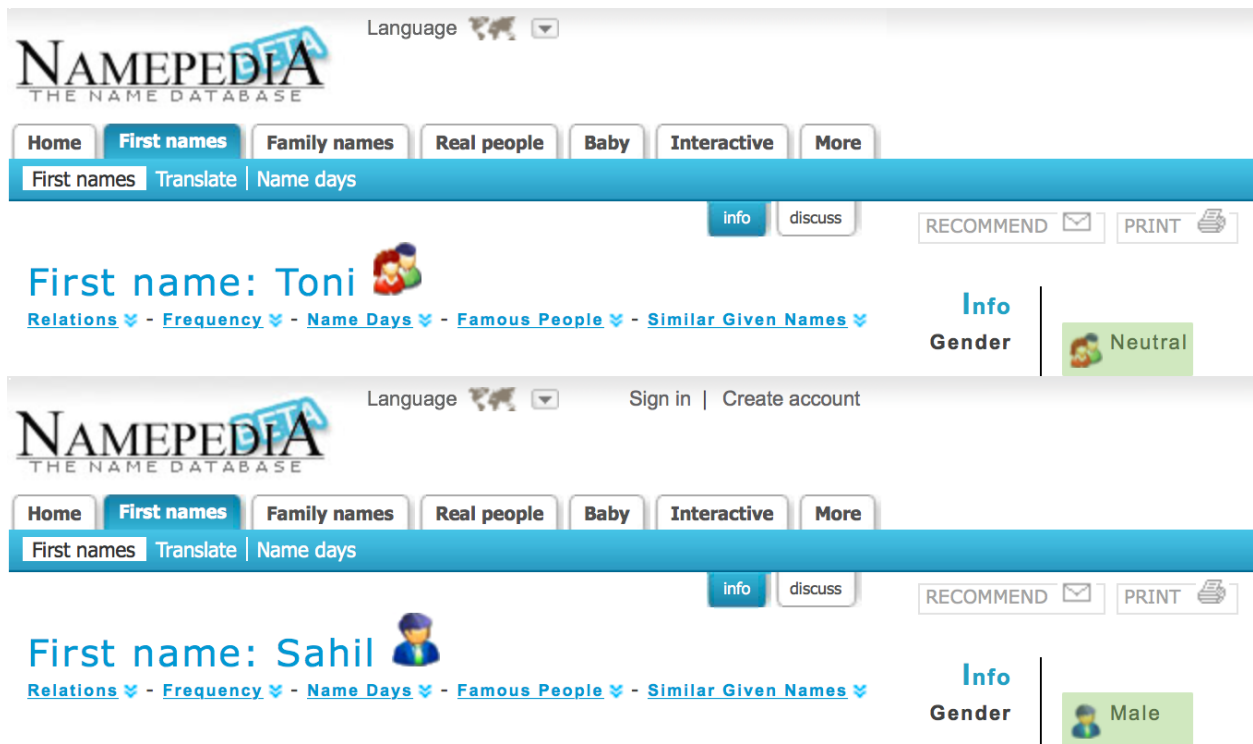 Language
BETA
NAMEPEDIA
THE NAME DATABASE
Home First names Family names Real people Baby Interactive More
First names Translate Name days
info discuss
RECOMMEND PRINT
First name: Toni
Relations - Frequency - Name Days - Famous People - Similar Given Names
Info
Gender Neutral
Language Sign in | Create account
BETA
NAMEPEDIA
THE NAME DATABASE
Home First names Family names Real people Baby Interactive More
First names Translate Name days
info discuss
RECOMMEND PRINT
First name: Sahil
Relations - Frequency - Name Days - Famous People - Similar Given Names
Info
Gender Male